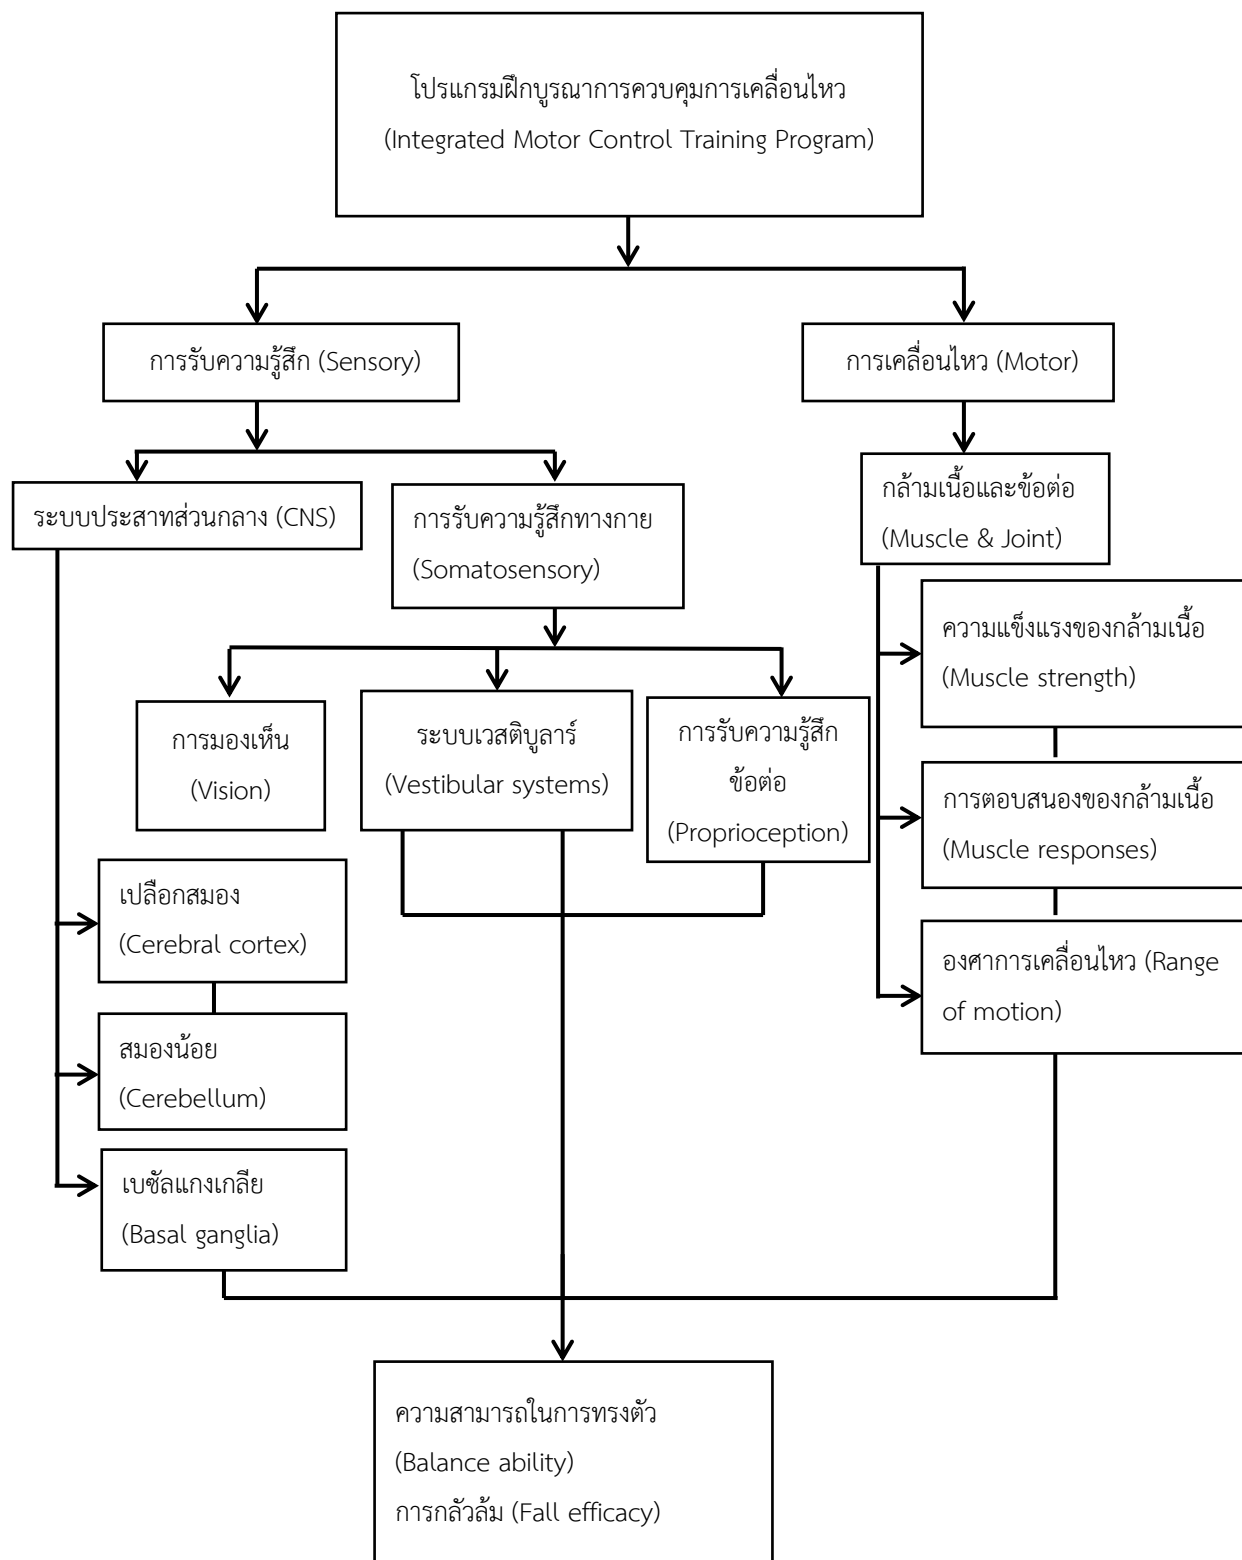 โปรแกรมฝึกบูรณาการควบคุมการเคลื่อนไหว
(Integrated Motor Control Training Program)
การรับความรู้สึก (Sensory)
การเคลื่อนไหว (Motor)
ระบบประสาทส่วนกลาง (CNS)
การรับความรู้สึกทางกาย
(Somatosensory)
กล้ามเนื้อและข้อต่อ
(Muscle & Joint)
ความแข็งแรงของกล้ามเนื้อ
(Muscle strength)
การมองเห็น
(Vision)
ระบบเวสติบูลาร์
(Vestibular systems)
การรับความรู้สึก
ข้อต่อ
(Proprioception)
การตอบสนองของกล้ามเนื้อ
(Muscle responses)
เปลือกสมอง
(Cerebral cortex)
องศาการเคลื่อนไหว (Range
of motion)
สมองน้อย
(Cerebellum)
เบซัลแกงเกลีย
(Basal ganglia)
ความสามารถในการทรงตัว
(Balance ability)
การกลัวล้ม (Fall efficacy)